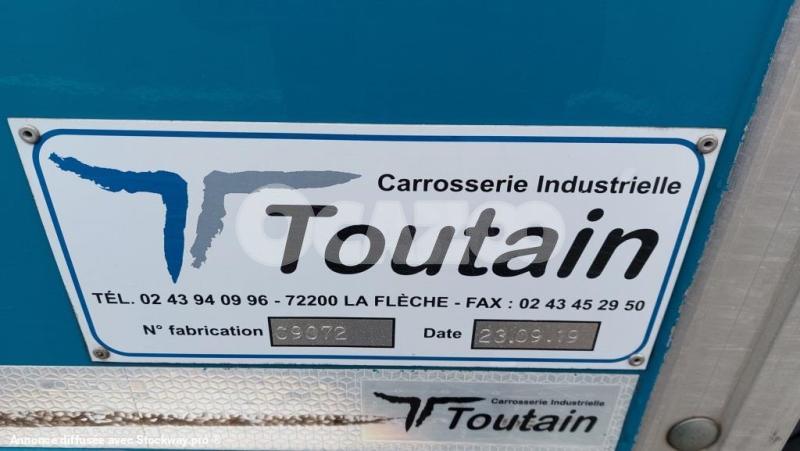 Carrosserie Industrielle
Toutain
OCAZOO
TÉL. 02 43 94 09 96 - 72200 LA FLÈCHE - FAX : 02 43 45 29 50
N° fabrication C9072 Date 23.09.19
Carrosserie Industrielle
Toutain
Annonce diffusée avec Stockway.pro ®